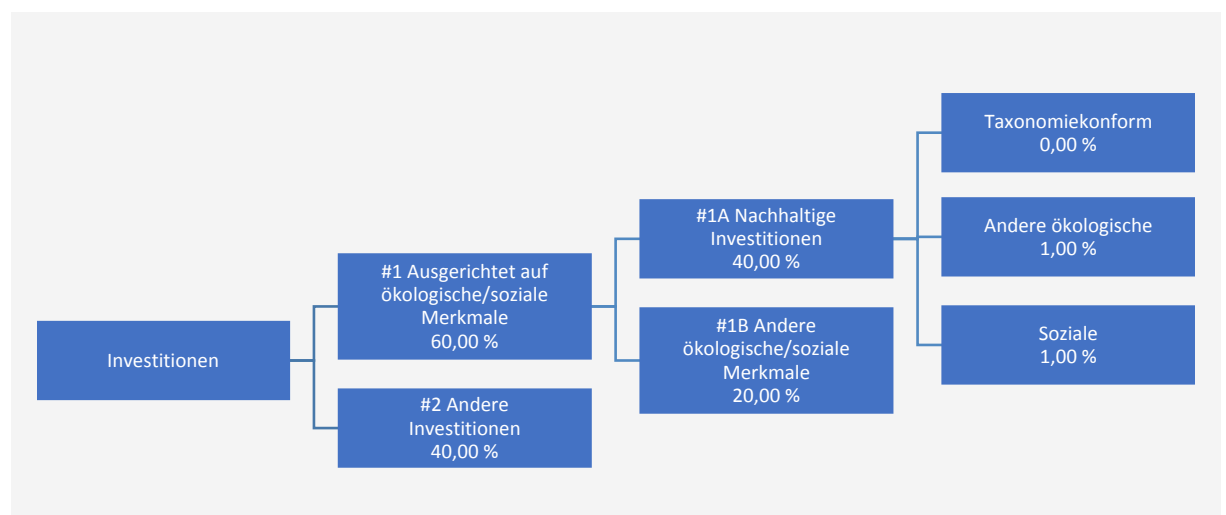 Investitionen
#1 Ausgerichtet auf
ökologische/soziale
Merkmale
60,00 %
#2 Andere
Investitionen
40,00 %
#1A Nachhaltige
Investitionen
40,00 %
#1B Andere
ökologische/soziale
Merkmale
20,00 %
Taxonomiekonform
0,00 %
Andere ökologische
1,00 %
Soziale
1,00 %